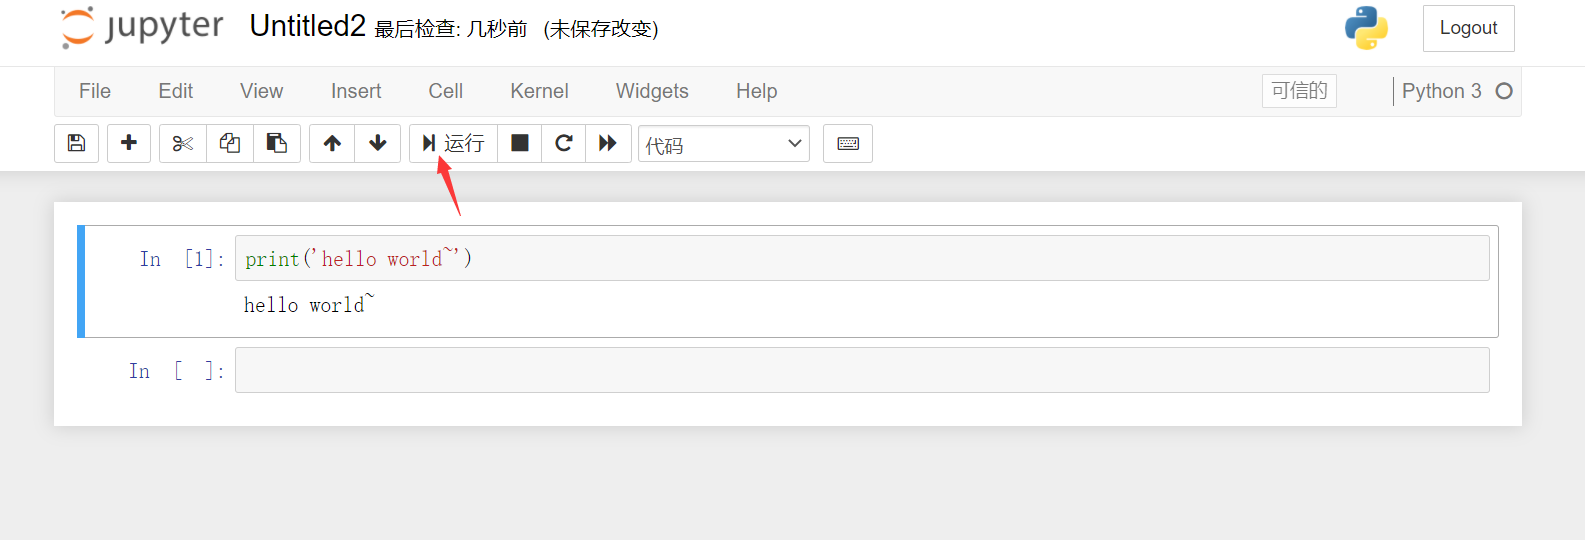 jupyter Untitled2 最后检查: 几秒前 (未保存改变) Logout
File Edit View Insert Cell Kernel Widgets Help 可信的 Python 3
运行 代码
In [1]: print('hello world~')
hello world~
In [ ]: